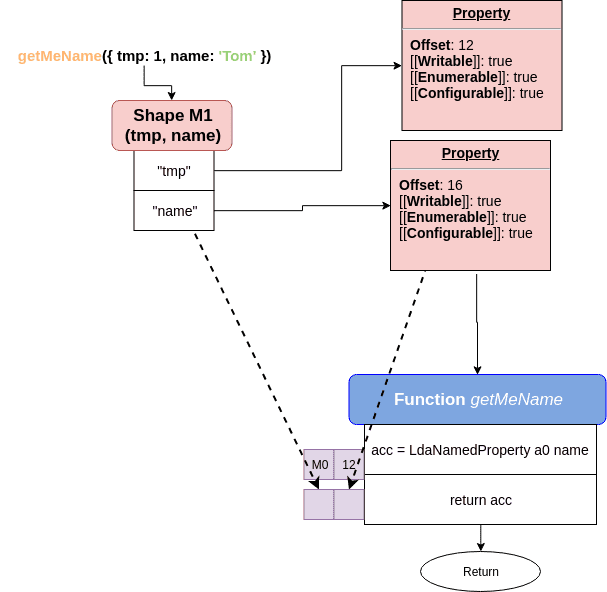 Property
Offset: 12
[[Writable]]: true
[[Enumerable]]: true
[[Configurable]]: true
getMeName({ tmp: 1, name: ‘Tom’ })
Shape M1
(tmp, name)
"tmp"
"name"
Property
Offset: 16
[[Writable]]: true
[[Enumerable]]: true
[[Configurable]]: true
Function getMeName
acc = LdaNamedProperty a0 name
M0 12
return acc
Return